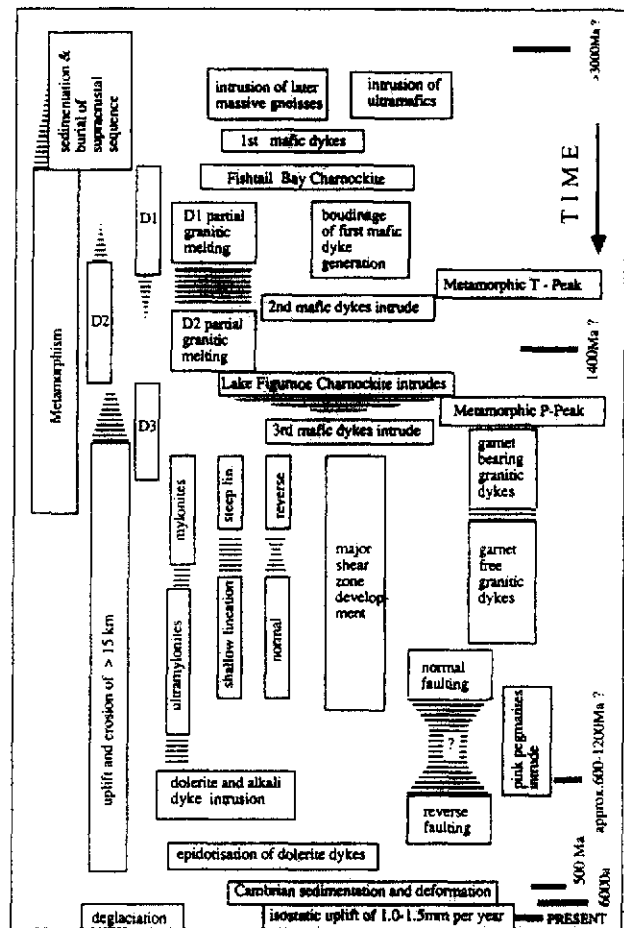 sedimentation &
burial of
supracrustal
sequence
intrusion of later
massive gneisses
intrusion of
ultramafics
>3000Ma ?
1st mafic dykes
Fishtail Bay Charnockite
TIME
Metamorphism
D1
D2
D3
D1 partial
granitic
melting
boudinage
of first mafic
dyke
generation
Metamorphic T - Peak
2nd mafic dykes intrude
D2 partial
granitic
melting
1400Ma ?
Lake Figurnoe Charnockite intrudes
Metamorphic P-Peak
3rd mafic dykes intrude
garnet
bearing
granitic
dykes
mylonites
steep lin.
reverse
major
shear
zone
develop-
ment
garnet
free
granitic
dykes
uplift and erosion of > 15 km
ultramylonites
shallow lineation
normal
normal
faulting
?
reverse
faulting
pink pegmatites
intrude
approx.600-1200Ma ?
dolerite and alkali
dyke intrusion
epidotisation of dolerite dykes
500 Ma
Cambrian sedimentation and deformation
6000a
deglaciation
isostatic uplift of 1.0-1.5mm per year
PRESENT